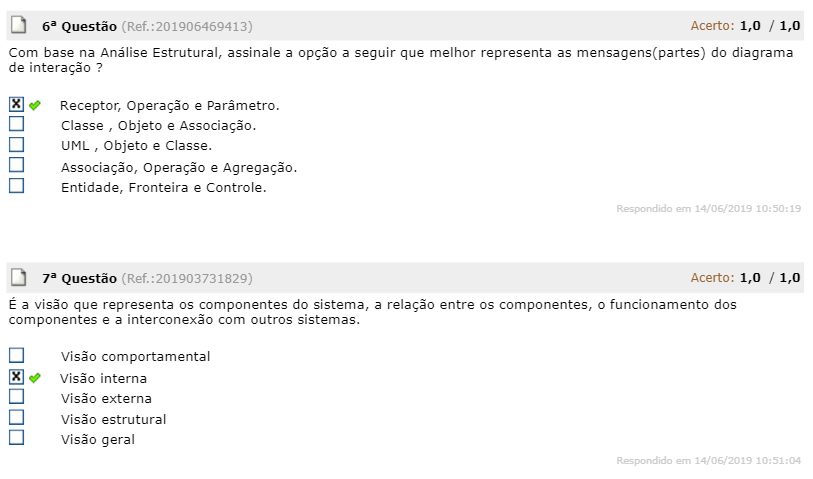 6ª Questão (Ref.:201906469413) Acerto: 1,0 / 1,0
Com base na Análise Estrutural, assinale a opção a seguir que melhor representa as mensagens(partes) do diagrama
de interação ?
Receptor, Operação e Parâmetro.
Classe , Objeto e Associação.
UML , Objeto e Classe.
Associação, Operação e Agregação.
Entidade, Fronteira e Controle.
Respondido em 14/06/2019 10:50:19
7ª Questão (Ref.:201903731829) Acerto: 1,0 / 1,0
É a visão que representa os componentes do sistema, a relação entre os componentes, o funcionamento dos
componentes e a interconexão com outros sistemas.
Visão comportamental
Visão interna
Visão externa
Visão estrutural
Visão geral
Respondido em 14/06/2019 10:51:04